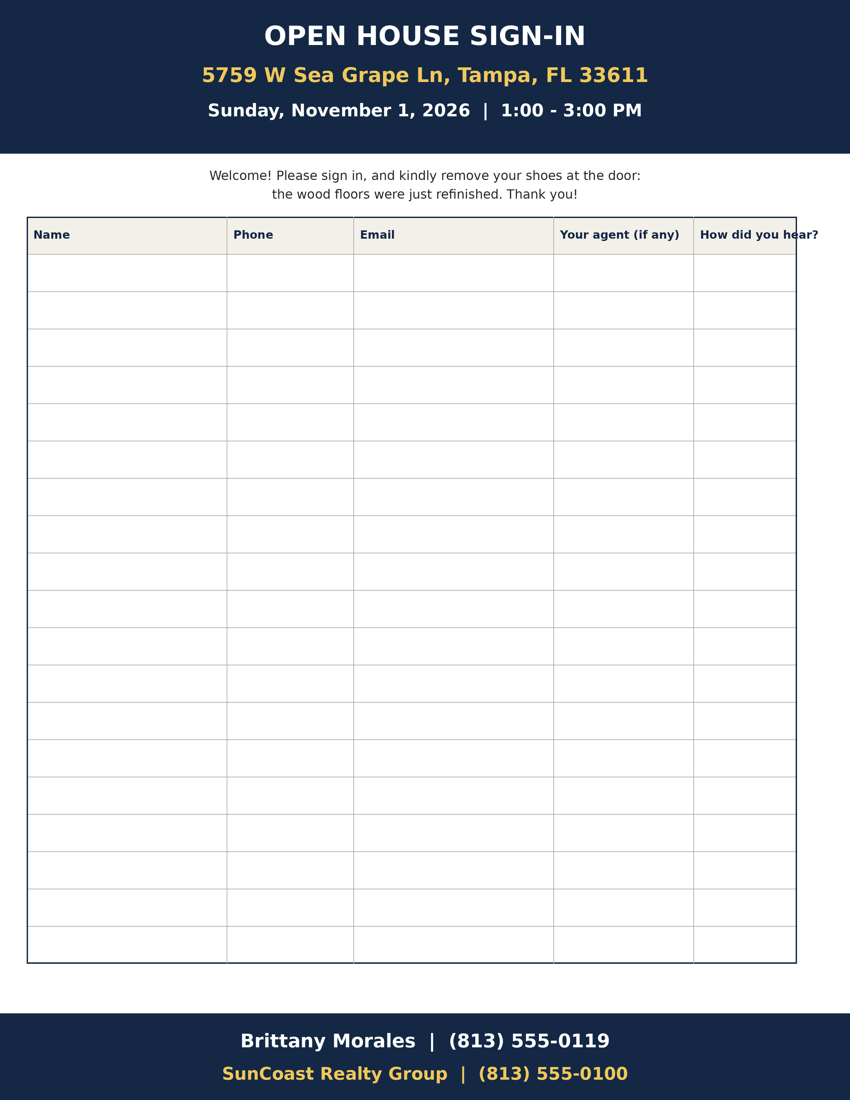 OPEN HOUSE SIGN-IN
5759 W Sea Grape Ln, Tampa, FL 33611
Sunday, November 1, 2026 | 1:00 - 3:00 PM
Welcome! Please sign in, and kindly remove your shoes at the door:
the wood floors were just refinished. Thank you!
Name Phone Email Your agent (if any) How did you hear?
Brittany Morales | (813) 555-0119
SunCoast Realty Group | (813) 555-0100